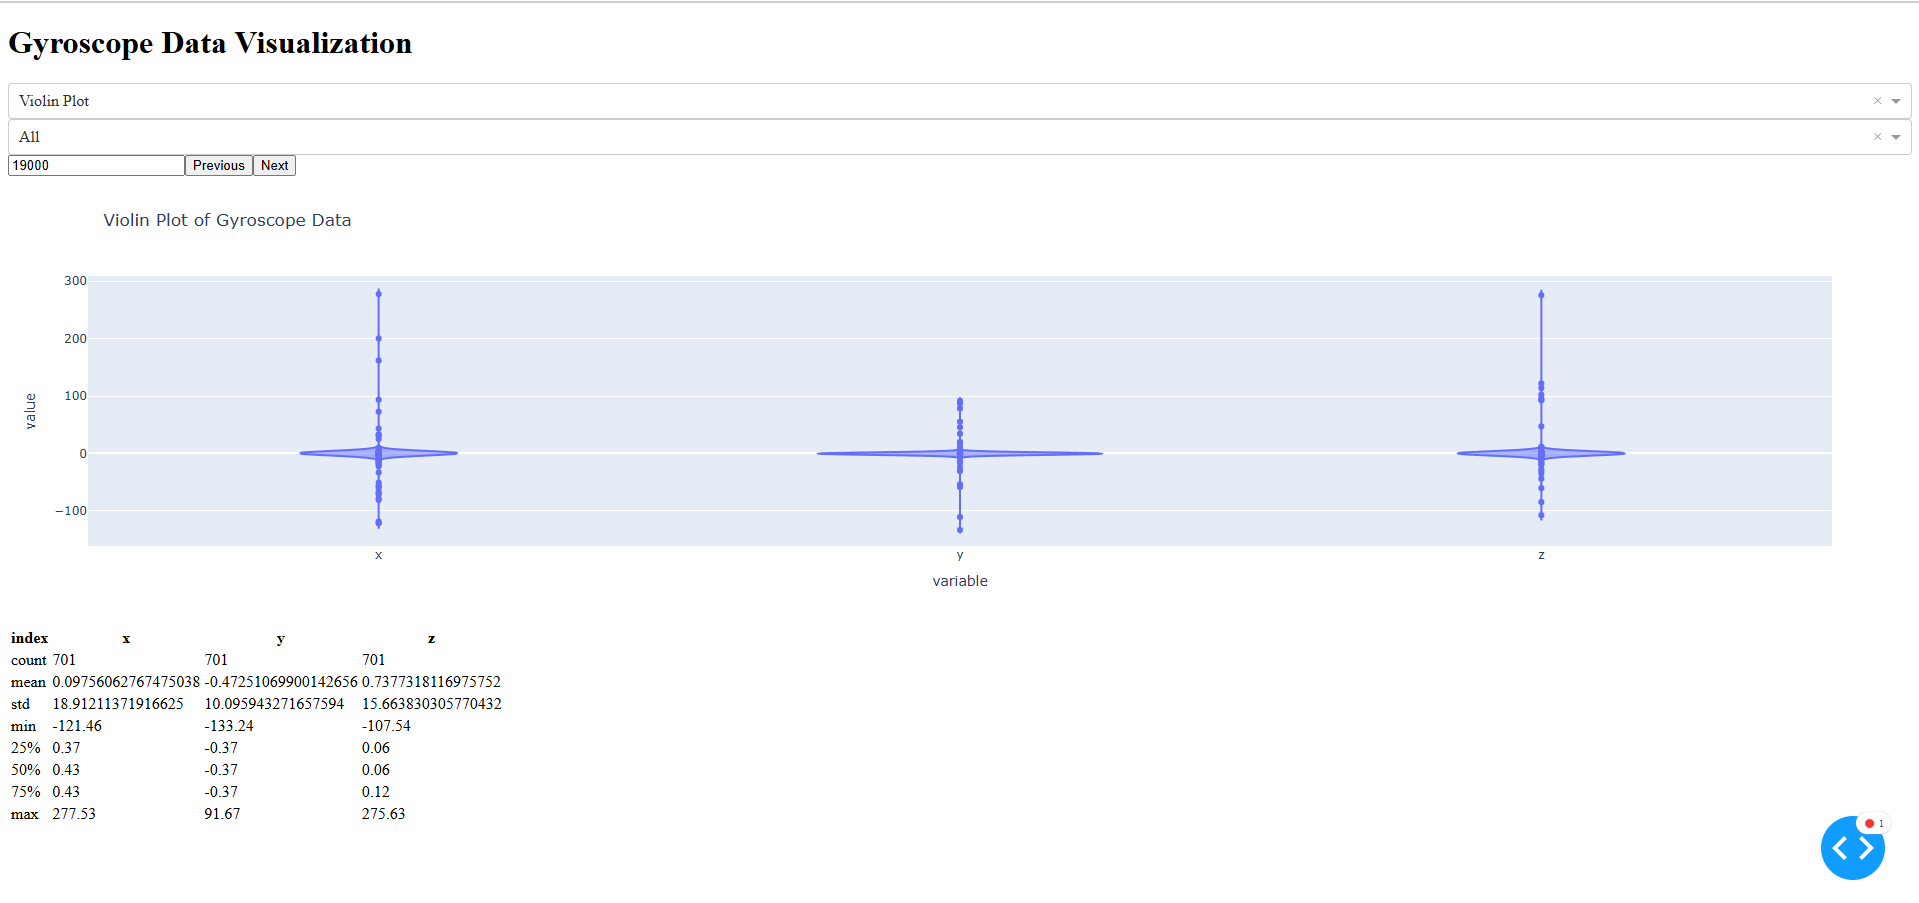 Gyroscope Data Visualization
Violin Plot
×
All
×
19000 Previous Next
Violin Plot of Gyroscope Data
300
200
value
100
0
−100
x y z
variable
index x y z
count 701 701 701
mean 0.09756062767475038 -0.47251069900142656 0.7377318116975752
std 18.91211371916625 10.095943271657594 15.663830305770432
min -121.46 -133.24 -107.54
25% 0.37 -0.37 0.06
50% 0.43 -0.37 0.06
75% 0.43 -0.37 0.12
max 277.53 91.67 275.63
1